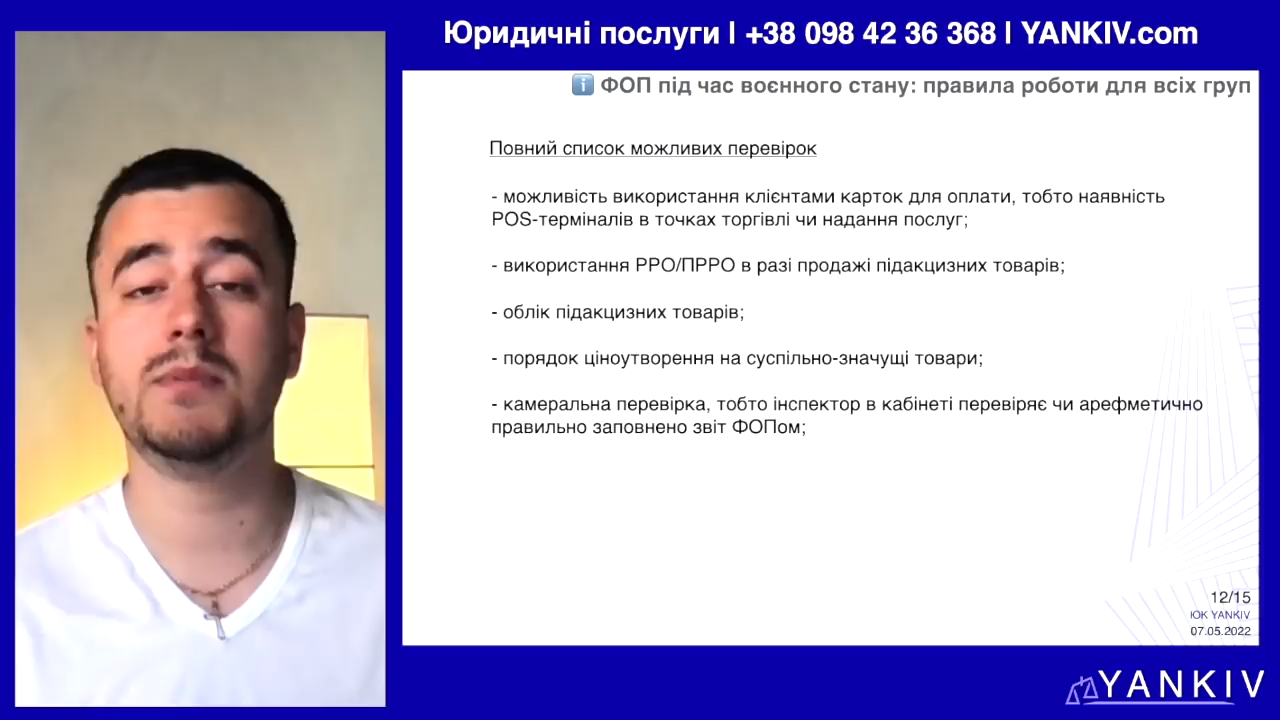 Юридичні послуги | +38 098 42 36 368 | YANKIV.com
ℹ️ ФОП під час воєнного стану: правила роботи для всіх груп
Повний список можливих перевірок
- можливість використання клієнтами карток для оплати, тобто наявність
POS-терміналів в точках торгівлі чи надання послуг;
- використання РРО/ПРРО в разі продажі підакцизних товарів;
- облік підакцизних товарів;
- порядок ціноутворення на суспільно-значущі товари;
- камеральна перевірка, тобто інспектор в кабінеті перевіряє чи арефметично
правильно заповнено звіт ФОПом;
12/15
ЮК YANKIV
07.05.2022
YANKIV